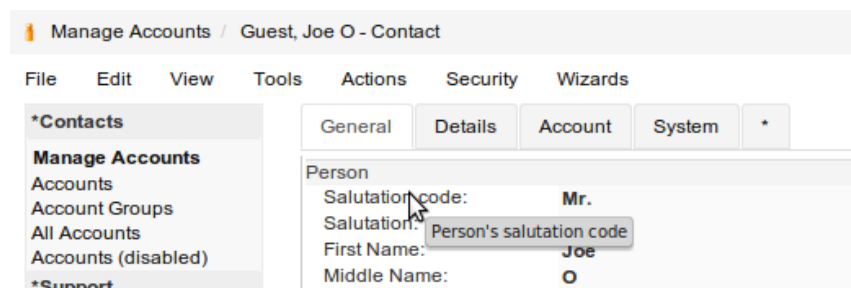 Manage Accounts / Guest, Joe O - Contact
File Edit View Tools Actions Security Wizards
*Contacts
Manage Accounts
Accounts
Account Groups
All Accounts
Accounts (disabled)
*Support
General Details Account System *
Person
Salutation code: Mr.
Salutation:
Person's salutation code
First Name: Joe
Middle Name: O